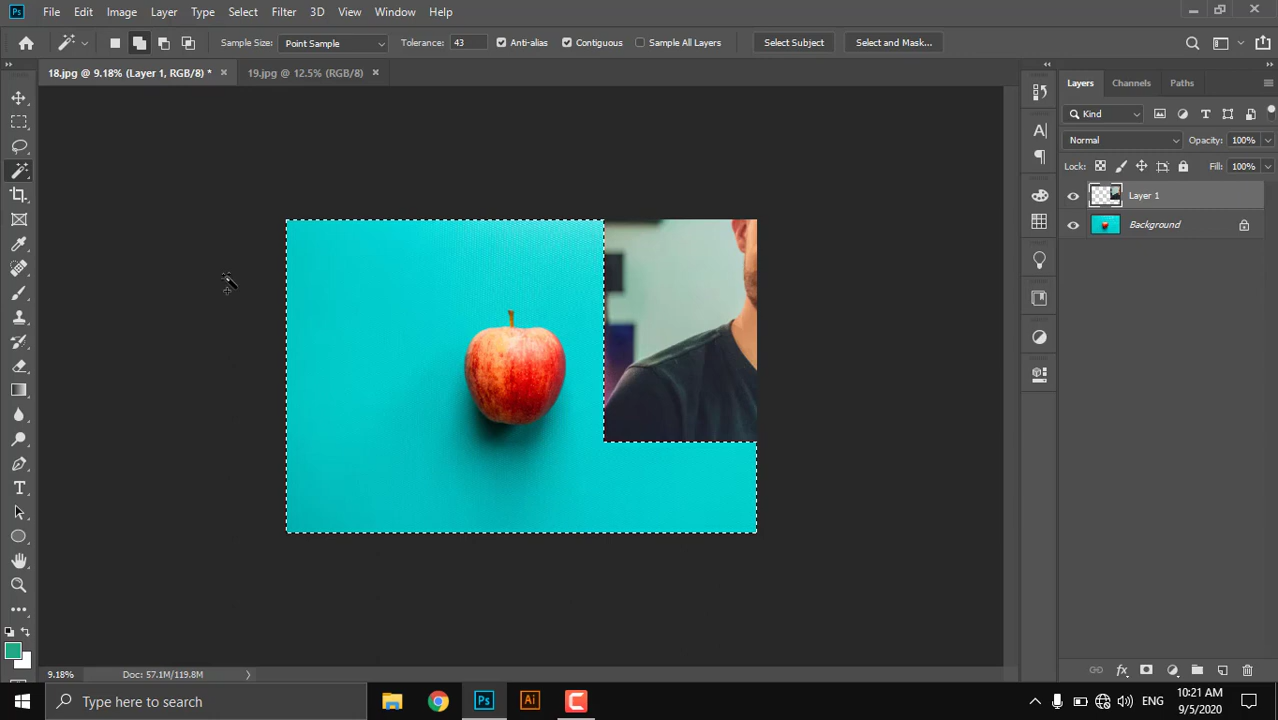 Ps File Edit Image Layer Type Select Filter 3D View Window Help
Sample Size: Point Sample Tolerance: 43 Anti-alias Contiguous Sample All Layers Select Subject Select and Mask...
18.jpg @ 9.18% (Layer 1, RGB/8) * × 19.jpg @ 12.5% (RGB/8) ×
Layers Channels Paths
Kind
Normal Opacity: 100%
Lock: Fill: 100%
Layer 1
Background
9.18% Doc: 57.1M/119.8M
Type here to search
Ps Ai
ENG
10:21 AM
9/5/2020